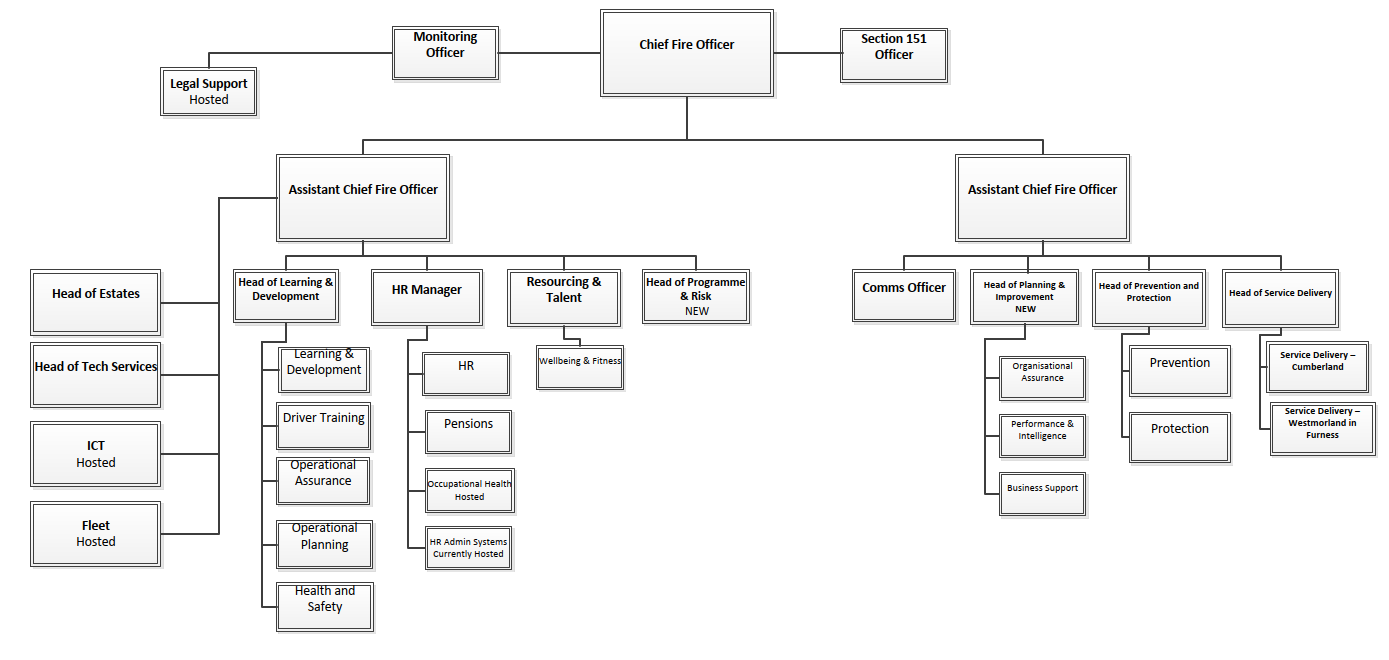 Monitoring
Officer
Chief Fire Officer
Section 151
Officer
Legal Support
Hosted
Assistant Chief Fire Officer
Assistant Chief Fire Officer
Head of Estates
Head of Tech Services
ICT
Hosted
Fleet
Hosted
Head of Learning &
Development
Learning &
Development
Driver Training
Operational
Assurance
Operational
Planning
Health and
Safety
HR Manager
HR
Pensions
Occupational Health
Hosted
HR Admin Systems
Currently Hosted
Resourcing &
Talent
Wellbeing & Fitness
Head of Programme
& Risk
NEW
Comms Officer
Head of Planning &
Improvement
NEW
Organisational
Assurance
Performance &
Intelligence
Business Support
Head of Prevention and
Protection
Prevention
Protection
Head of Service Delivery
Service Delivery –
Cumberland
Service Delivery –
Westmorland in
Furness